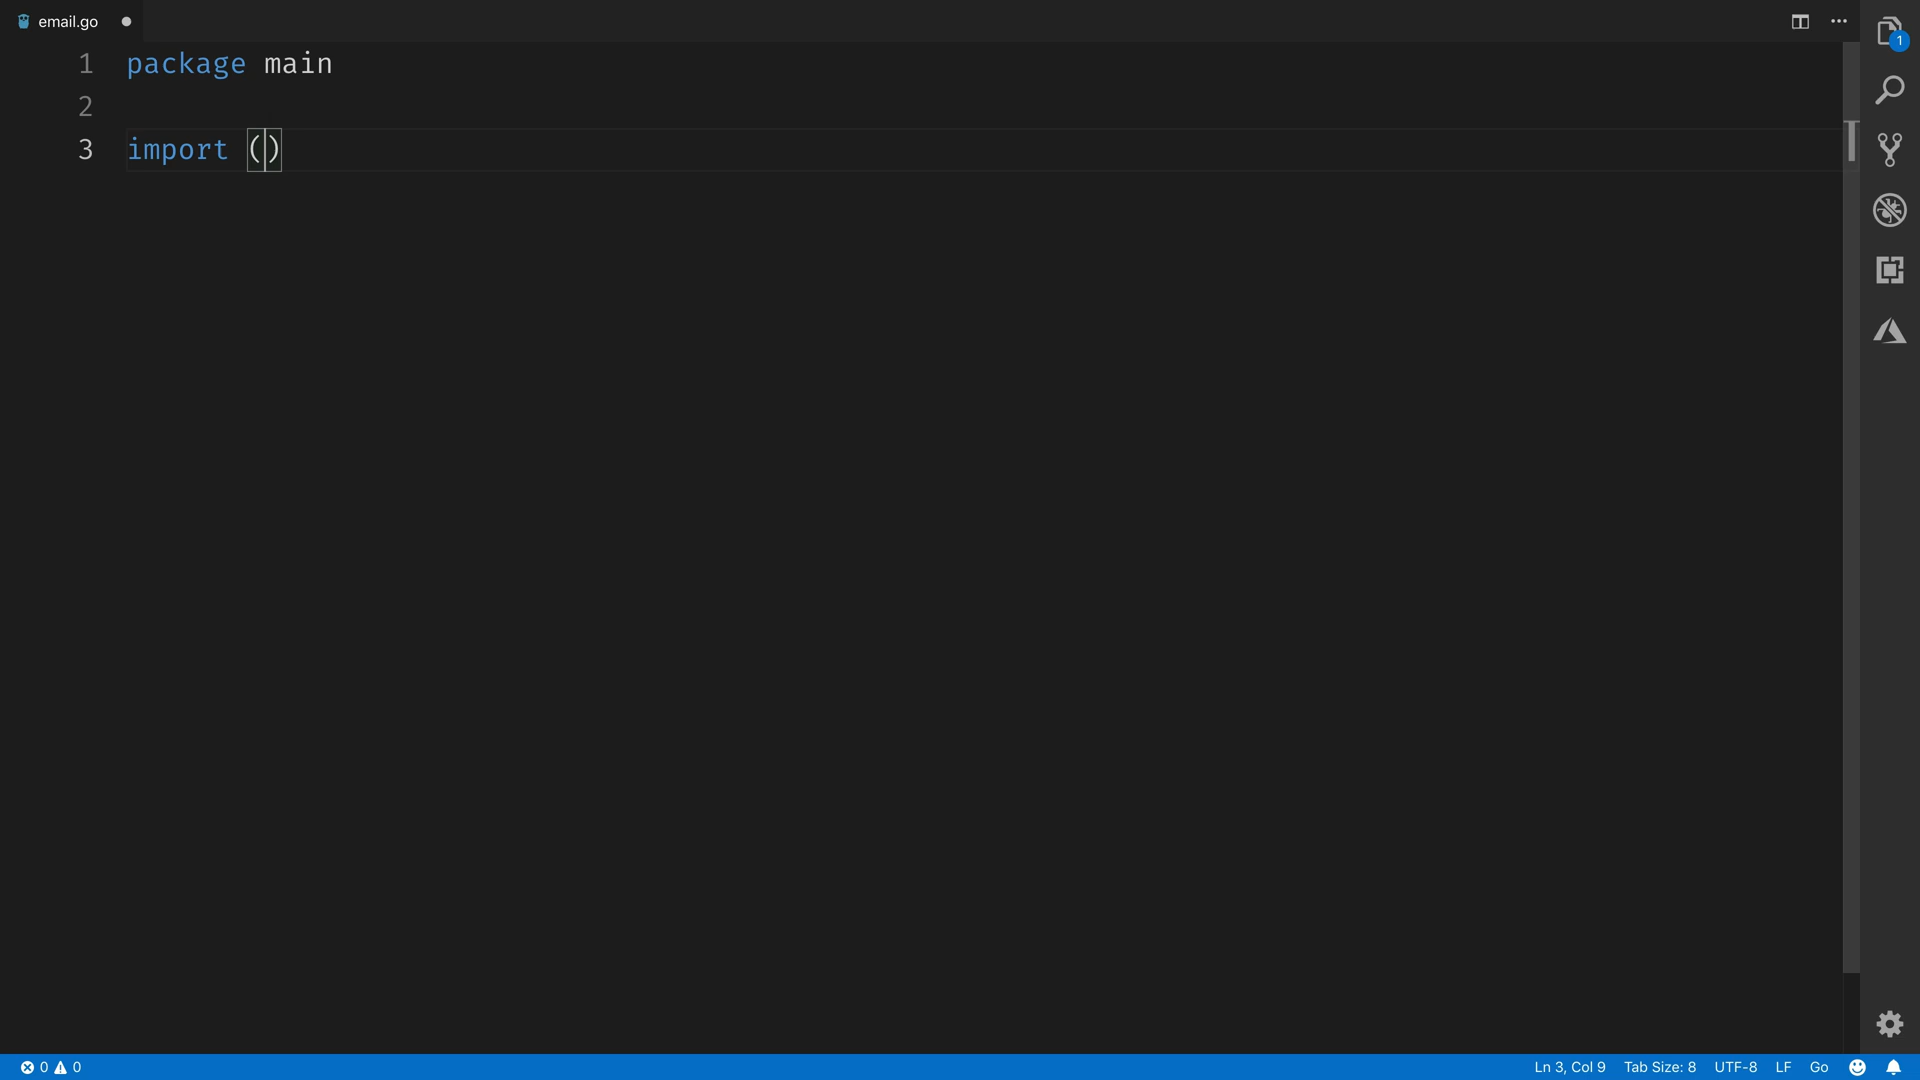 email.go
1 package main
2
3 import ()
1
0 0
Ln 3, Col 9 Tab Size: 8 UTF-8 LF Go